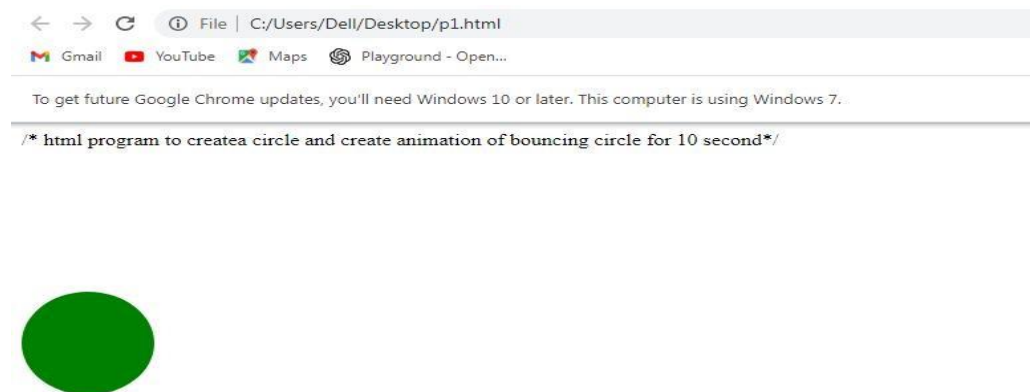 File | C:/Users/Dell/Desktop/p1.html
Gmail YouTube Maps Playground - Open...
To get future Google Chrome updates, you'll need Windows 10 or later. This computer is using Windows 7.
/* html program to createa circle and create animation of bouncing circle for 10 second*/